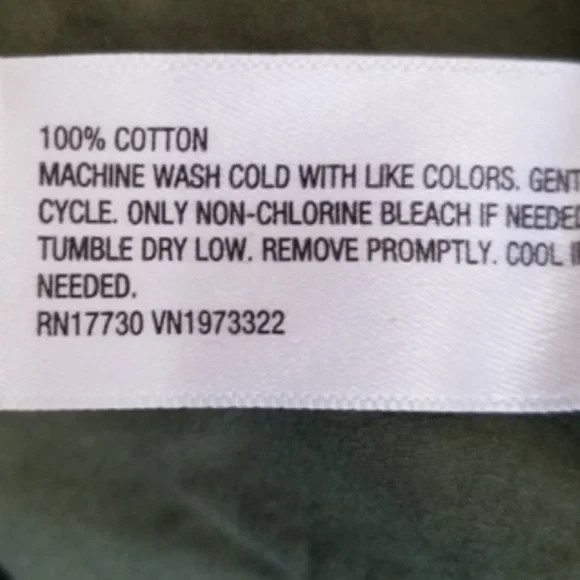 100% COTTON
MACHINE WASH COLD WITH LIKE COLORS. GENT
CYCLE. ONLY NON-CHLORINE BLEACH IF NEEDED
TUMBLE DRY LOW. REMOVE PROMPTLY. COOL
NEEDED.
RN17730 VN1973322